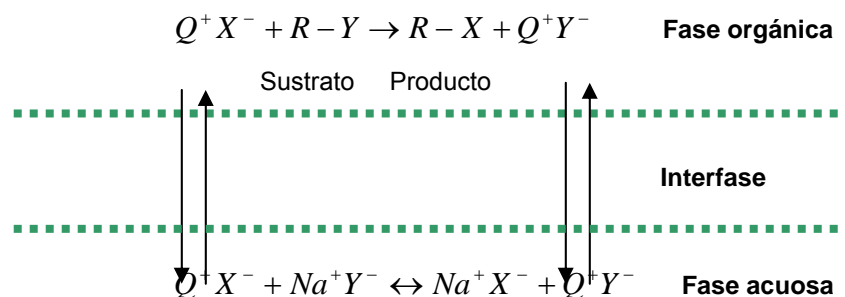 Q⁺X⁻ + R − Y → R − X + Q⁺Y⁻ Fase orgánica
Sustrato Producto
Interfase
Q⁺X⁻ + Na⁺Y⁻ ↔ Na⁺X⁻ + Q⁺Y⁻ Fase acuosa